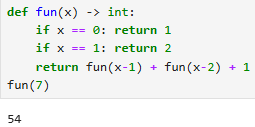 def fun(x) -> int:
    if x == 0: return 1
    if x == 1: return 2
    return fun(x-1) + fun(x-2) + 1
fun(7)
54